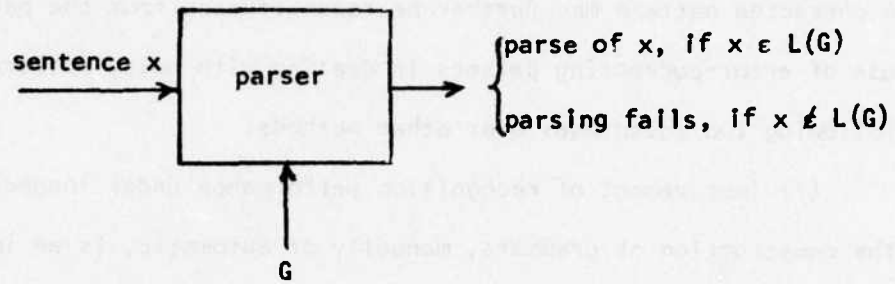 sentence x
parser
parse of x, if x ε L(G)
parsing fails, if x ∉ L(G)
G